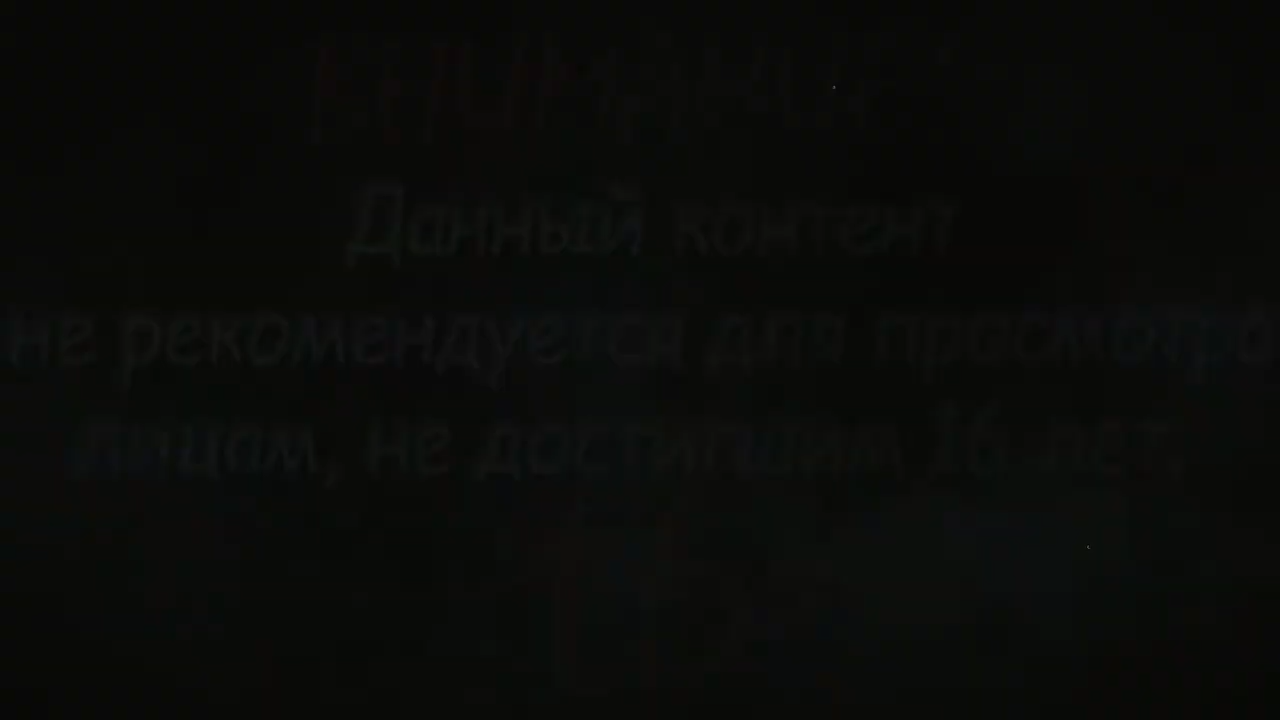 Данный контент
не рекомендуется для просмотра
лицам, не достигшим 16 лет.